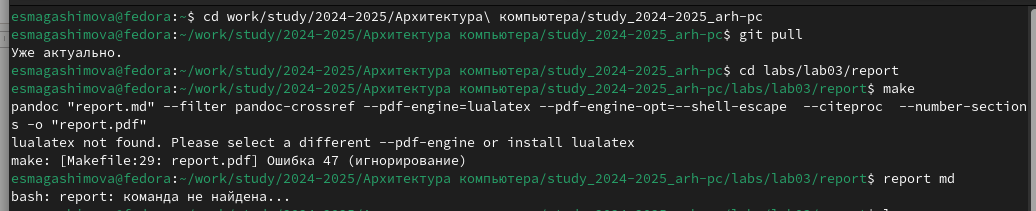 esmagashimova@fedora:~$ cd work/study/2024-2025/Архитектура\ компьютера/study_2024-2025_arh-pc
esmagashimova@fedora:~/work/study/2024-2025/Архитектура компьютера/study_2024-2025_arh-pc$ git pull
Уже актуально.
esmagashimova@fedora:~/work/study/2024-2025/Архитектура компьютера/study_2024-2025_arh-pc$ cd labs/lab03/report
esmagashimova@fedora:~/work/study/2024-2025/Архитектура компьютера/study_2024-2025_arh-pc/labs/lab03/report$ make
pandoc "report.md" --filter pandoc-crossref --pdf-engine=lualatex --pdf-engine-opt=--shell-escape  --citeproc  --number-section
s -o "report.pdf"
lualatex not found. Please select a different --pdf-engine or install lualatex
make: [Makefile:29: report.pdf] Ошибка 47 (игнорирование)
esmagashimova@fedora:~/work/study/2024-2025/Архитектура компьютера/study_2024-2025_arh-pc/labs/lab03/report$ report md
bash: report: команда не найдена...